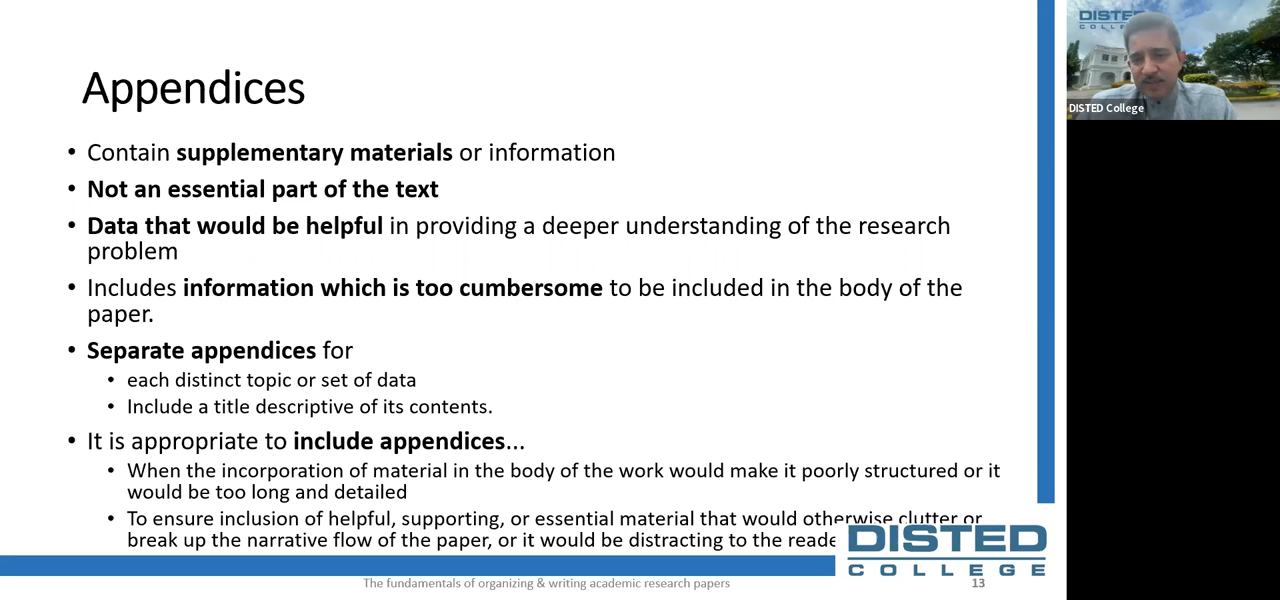 Appendices
• Contain supplementary materials or information
• Not an essential part of the text
• Data that would be helpful in providing a deeper understanding of the research
problem
• Includes information which is too cumbersome to be included in the body of the
paper.
• Separate appendices for
• each distinct topic or set of data
• Include a title descriptive of its contents.
• It is appropriate to include appendices...
• When the incorporation of material in the body of the work would make it poorly structured or it
would be too long and detailed
• To ensure inclusion of helpful, supporting, or essential material that would otherwise clutter or
break up the narrative flow of the paper, or it would be distracting to the reade
DISTED
COLLEGE
The fundamentals of organizing & writing academic research papers
13
DISTED
COLL
DISTED College